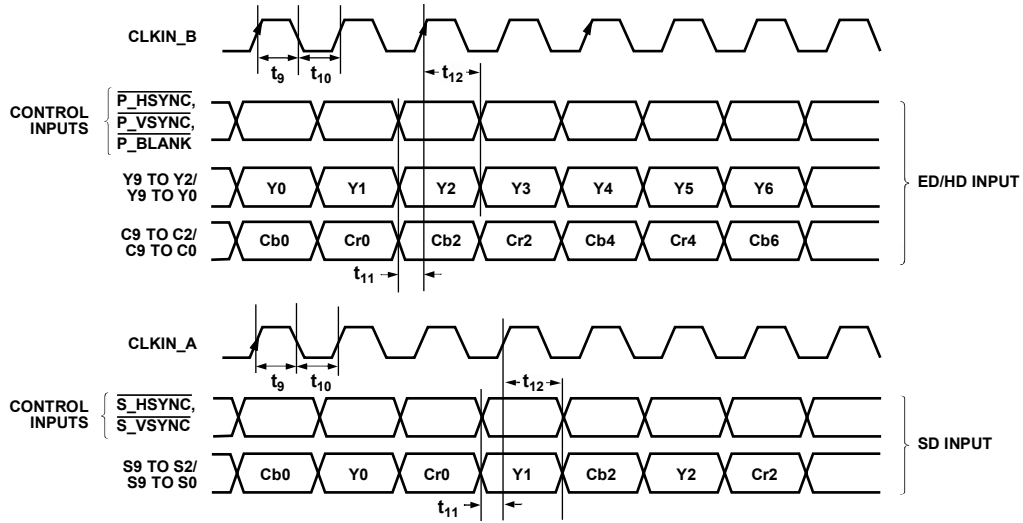 CLKIN_B
t9
t10
t12
CONTROL
INPUTS
P_HSYNC,
P_VSYNC,
P_BLANK
Y9 TO Y2/
Y9 TO Y0
Y0 Y1 Y2 Y3 Y4 Y5 Y6
ED/HD INPUT
C9 TO C2/
C9 TO C0
Cb0 Cr0 Cb2 Cr2 Cb4 Cr4 Cb6
t11
CLKIN_A
t9
t10
t12
CONTROL
INPUTS
S_HSYNC,
S_VSYNC
SD INPUT
S9 TO S2/
S9 TO S0
Cb0 Y0 Cr0 Y1 Cb2 Y2 Cr2
t11